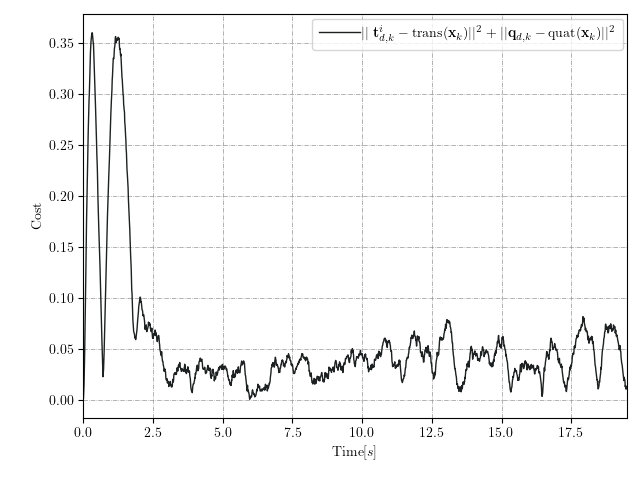 || t^i_{d,k} − trans(x_k)||² + ||q_{d,k} − quat(x_k)||²
0.35
0.30
0.25
0.20
0.15
0.10
0.05
0.00
Cost
0.0 2.5 5.0 7.5 10.0 12.5 15.0 17.5
Time[s]